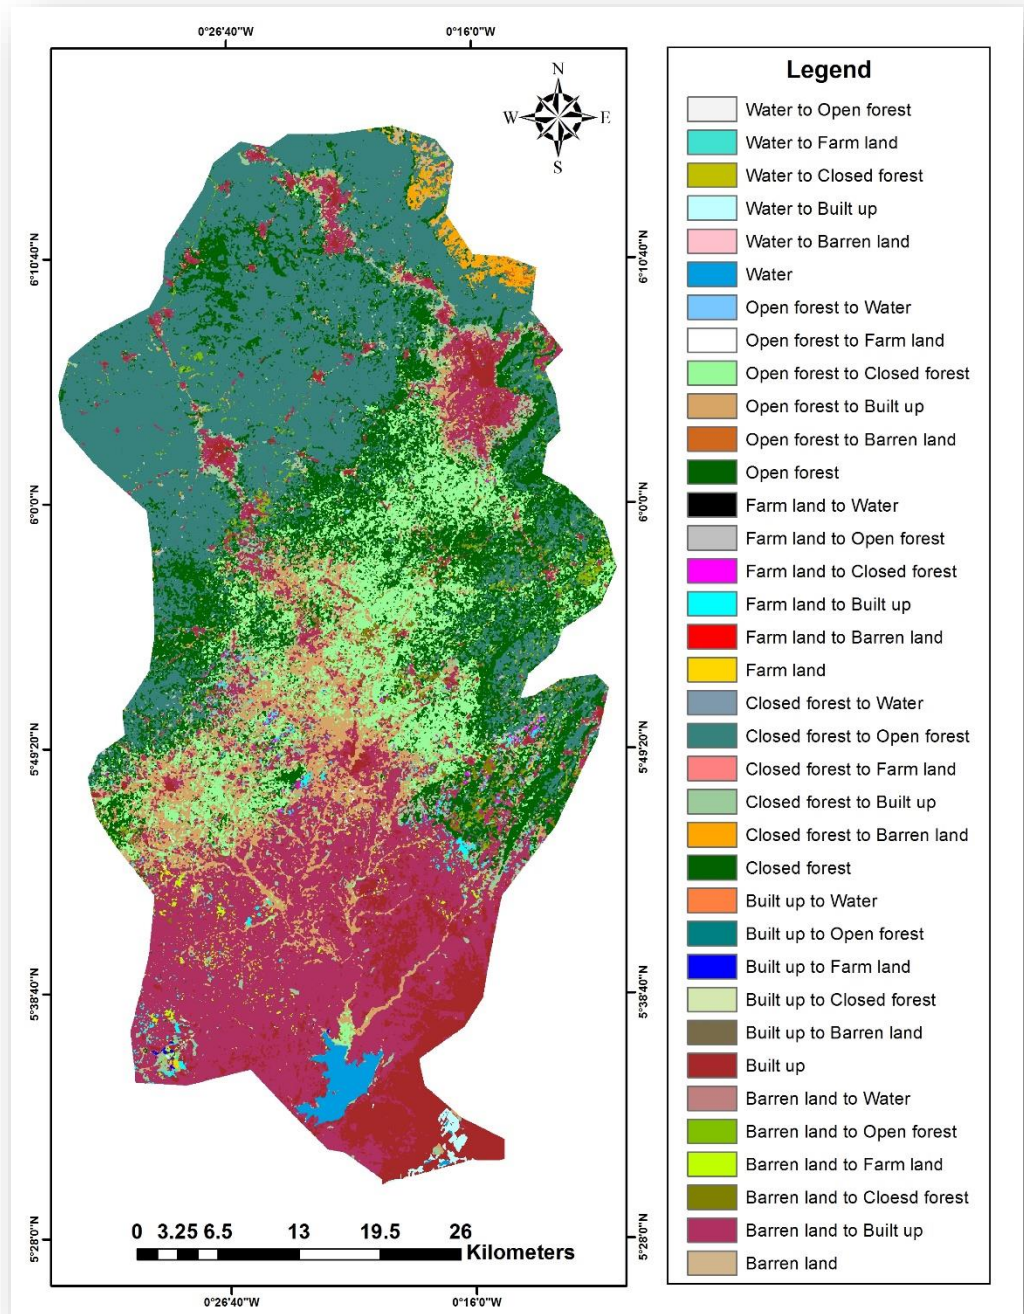 0°26'40"W 0°16'0"W
N
W E
S
6°10'40"N 6°10'40"N
6°0'0"N 6°0'0"N
5°49'20"N 5°49'20"N
5°38'40"N 5°38'40"N
5°28'0"N 5°28'0"N
0 3.25 6.5 13 19.5 26
Kilometers
0°26'40"W 0°16'0"W
Legend
Water to Open forest
Water to Farm land
Water to Closed forest
Water to Built up
Water to Barren land
Water
Open forest to Water
Open forest to Farm land
Open forest to Closed forest
Open forest to Built up
Open forest to Barren land
Open forest
Farm land to Water
Farm land to Open forest
Farm land to Closed forest
Farm land to Built up
Farm land to Barren land
Farm land
Closed forest to Water
Closed forest to Open forest
Closed forest to Farm land
Closed forest to Built up
Closed forest to Barren land
Closed forest
Built up to Water
Built up to Open forest
Built up to Farm land
Built up to Closed forest
Built up to Barren land
Built up
Barren land to Water
Barren land to Open forest
Barren land to Farm land
Barren land to Cloesd forest
Barren land to Built up
Barren land